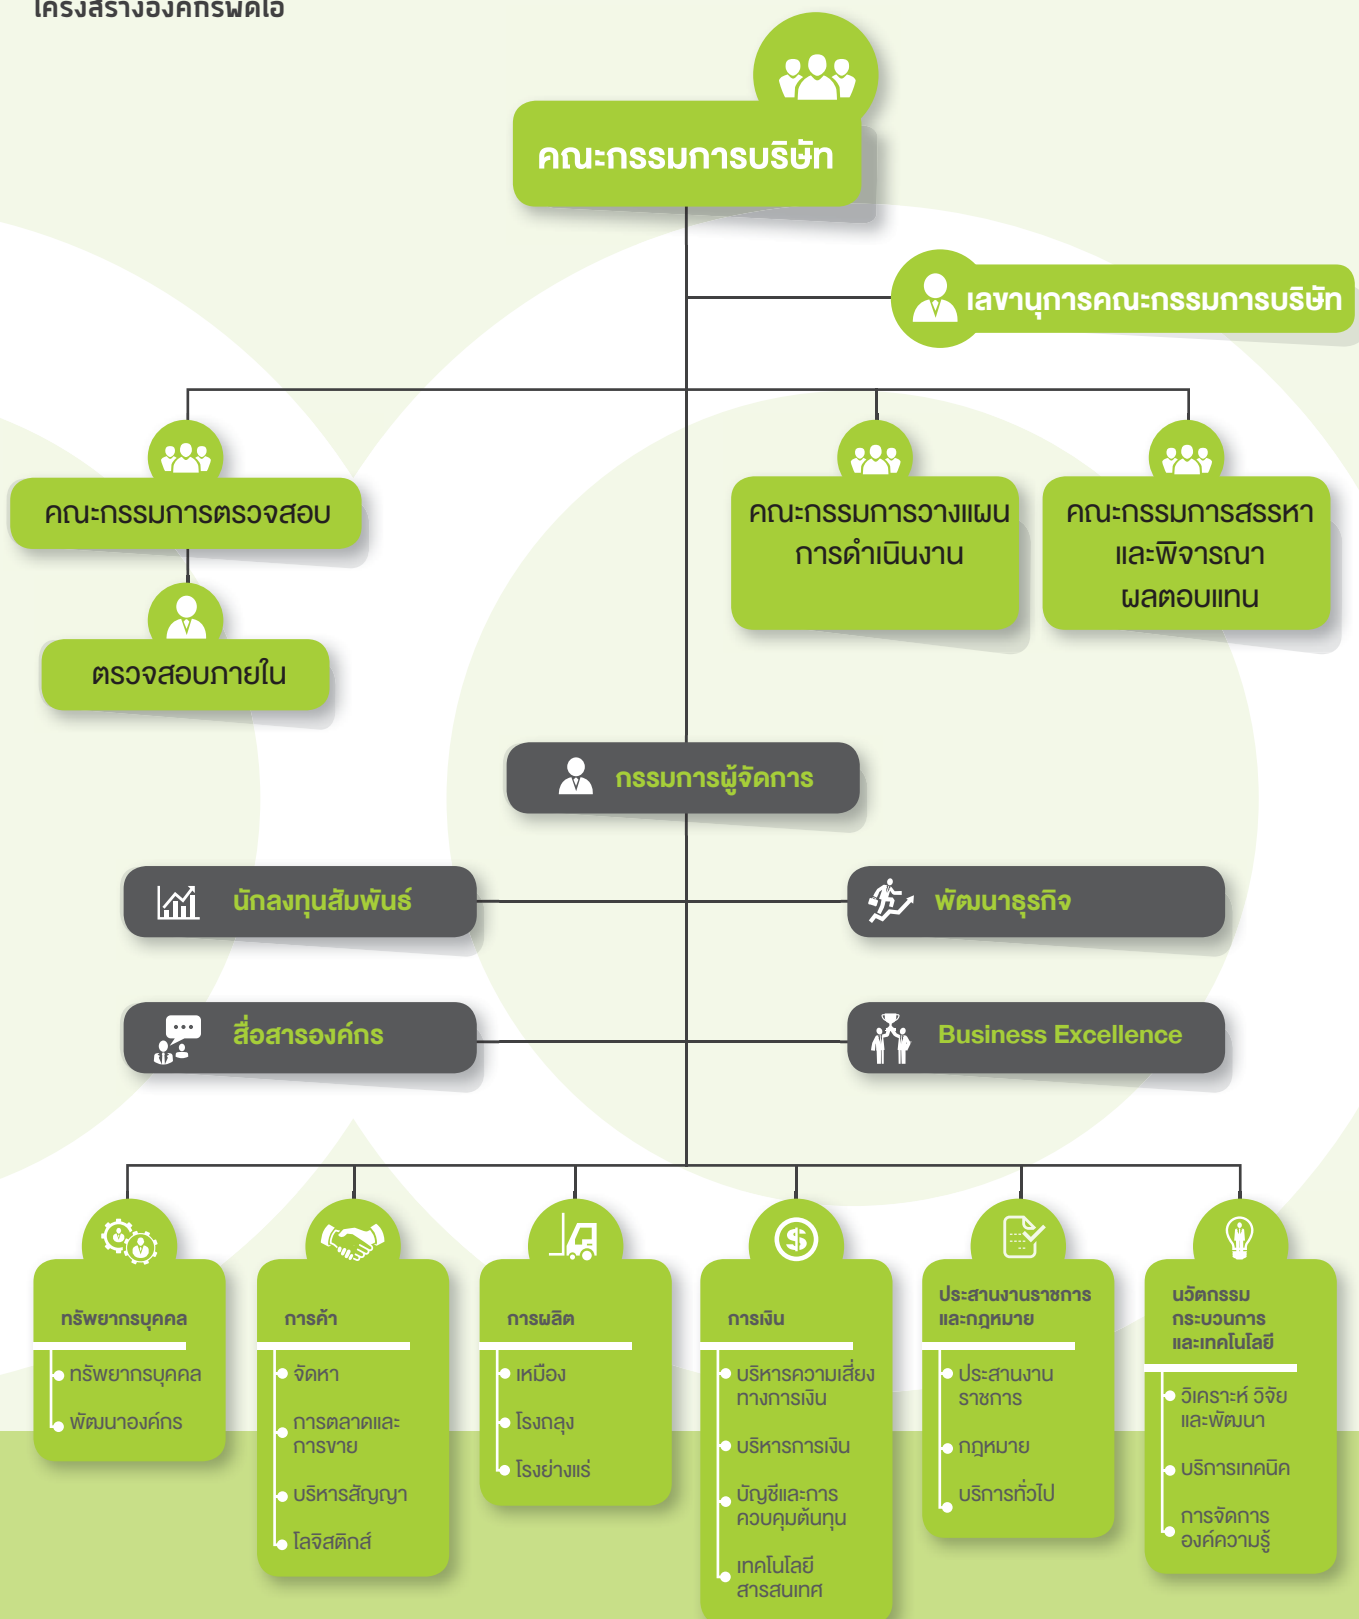 โครงสร้างองค์กรพีดีไอ
คณะกรรมการบริษัท
เลขานุการคณะกรรมการบริษัท
คณะกรรมการตรวจสอบ
ตรวจสอบภายใน
คณะกรรมการวางแผน
การดำเนินงาน
คณะกรรมการสรรหา
และพิจารณา
ผลตอบแทน
กรรมการผู้จัดการ
นักลงทุนสัมพันธ์
พัฒนาธุรกิจ
สื่อสารองค์กร
Business Excellence
ทรัพยากรบุคคล
ทรัพยากรบุคคล
พัฒนาองค์กร
การค้า
จัดหา
การตลาดและ
การขาย
บริหารสัญญา
โลจิสติกส์
การผลิต
เหมือง
โรงถลุง
โรงย่างแร่
การเงิน
บริหารความเสี่ยง
ทางการเงิน
บริหารการเงิน
บัญชีและการ
ควบคุมต้นทุน
เทคโนโลยี
สารสนเทศ
ประสานงานราชการ
และกฎหมาย
ประสานงาน
ราชการ
กฎหมาย
บริการทั่วไป
นวัตกรรม
กระบวนการ
และเทคโนโลยี
วิเคราะห์ วิจัย
และพัฒนา
บริการเทคนิค
การจัดการ
องค์ความรู้